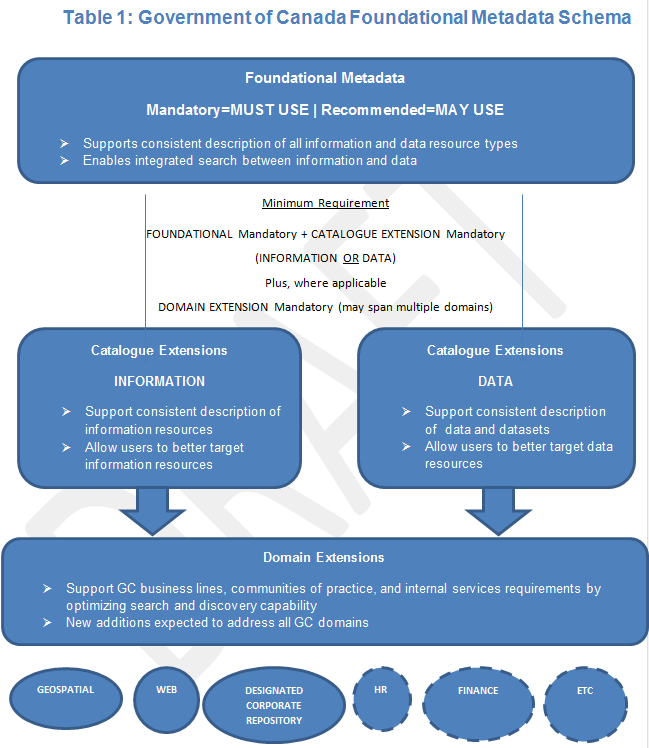 Table 1: Government of Canada Foundational Metadata Schema
Foundational Metadata
Mandatory=MUST USE | Recommended=MAY USE
➢ Supports consistent description of all information and data resource types
➢ Enables integrated search between information and data
Minimum Requirement
FOUNDATIONAL Mandatory + CATALOGUE EXTENSION Mandatory
(INFORMATION OR DATA)
Plus, where applicable
DOMAIN EXTENSION Mandatory (may span multiple domains)
Catalogue Extensions
INFORMATION
➢ Support consistent description of
information resources
➢ Allow users to better target
information resources
Catalogue Extensions
DATA
➢ Support consistent description
of data and datasets
➢ Allow users to better target data
resources
Domain Extensions
➢ Support GC business lines, communities of practice, and internal services requirements by
optimizing search and discovery capability
➢ New additions expected to address all GC domains
GEOSPATIAL
WEB
DESIGNATED
CORPORATE
REPOSITORY
HR
FINANCE
ETC
DRAFT